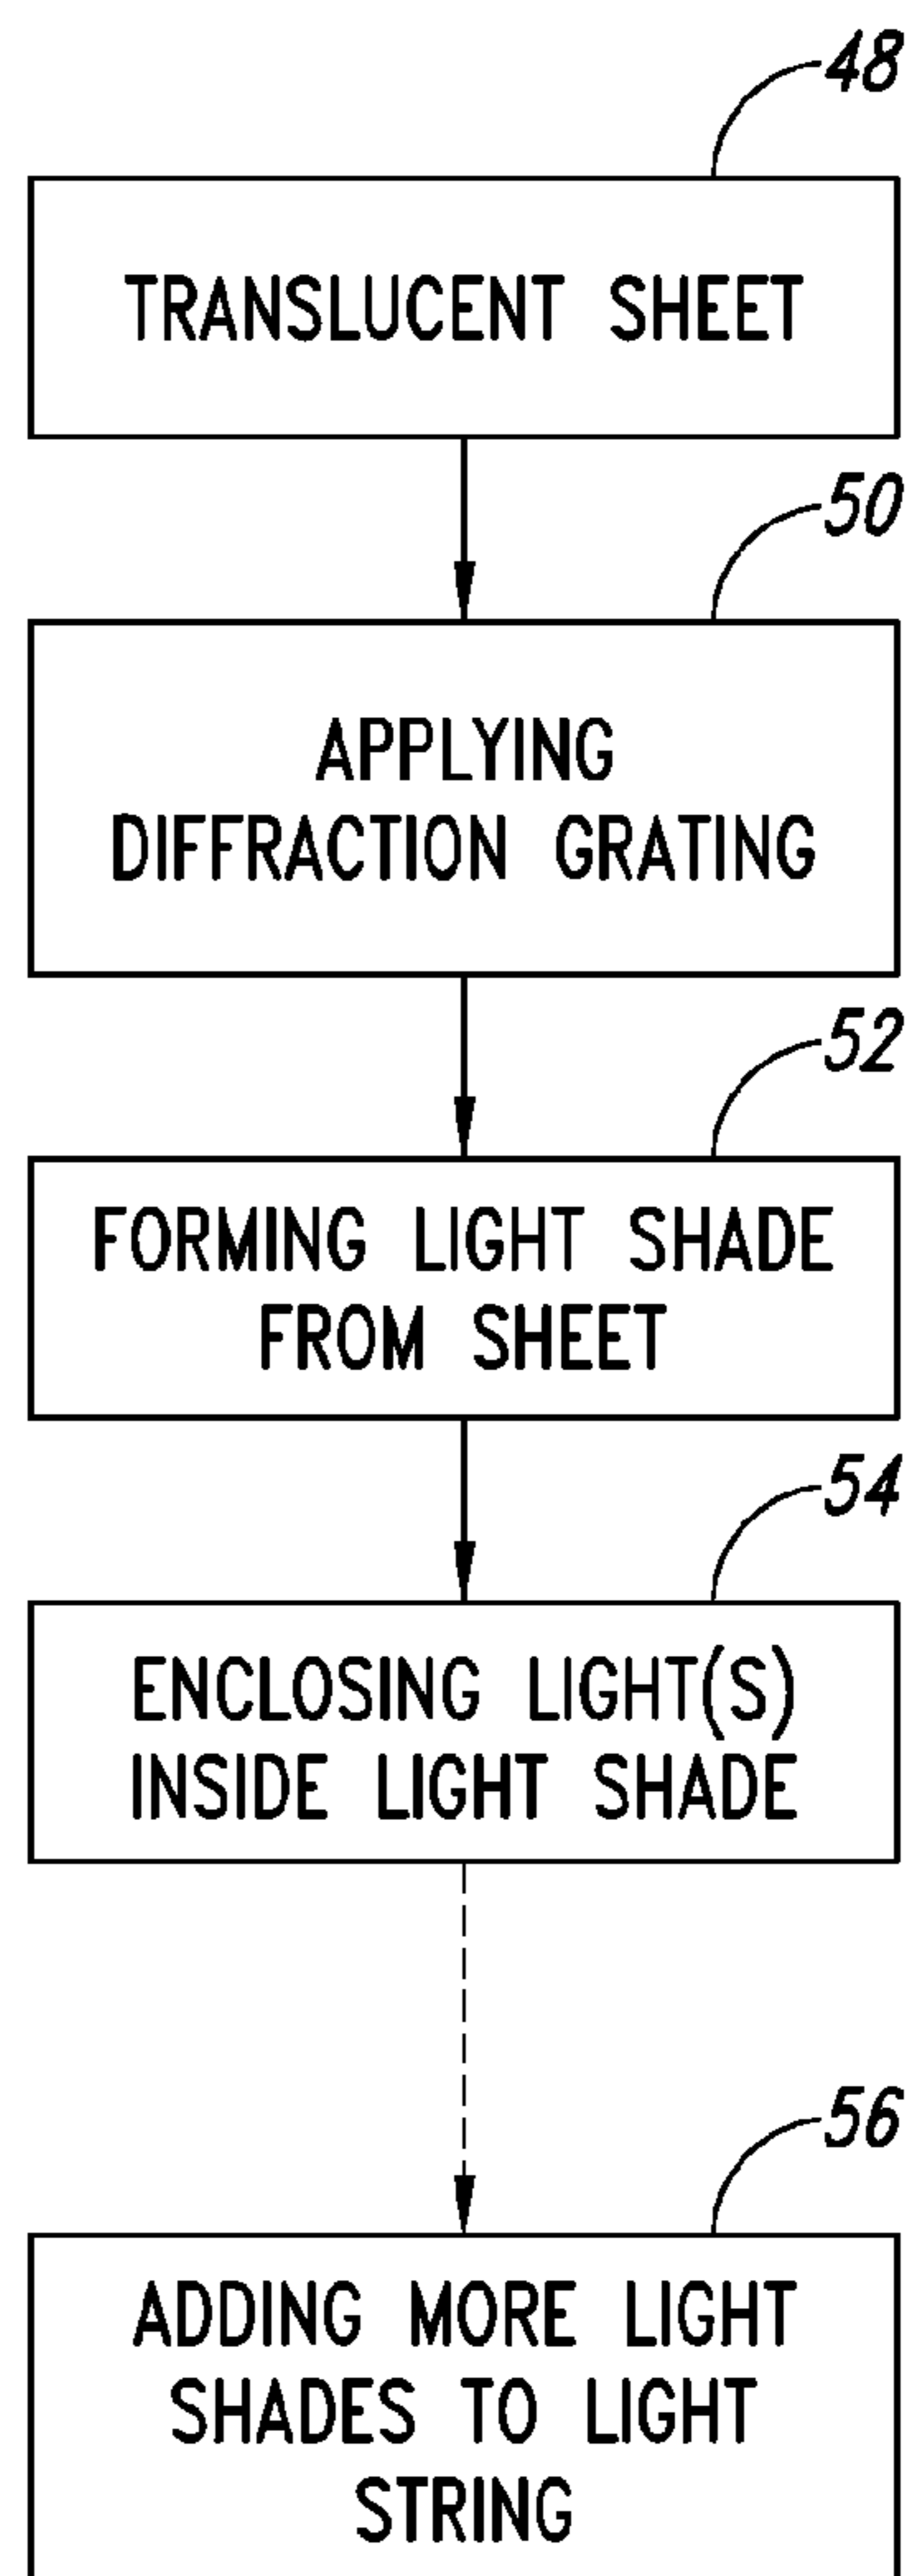 48
TRANSLUCENT SHEET
50
APPLYING
DIFFRACTION GRATING
52
FORMING LIGHT SHADE
FROM SHEET
54
ENCLOSING LIGHT(S)
INSIDE LIGHT SHADE
56
ADDING MORE LIGHT
SHADES TO LIGHT
STRING